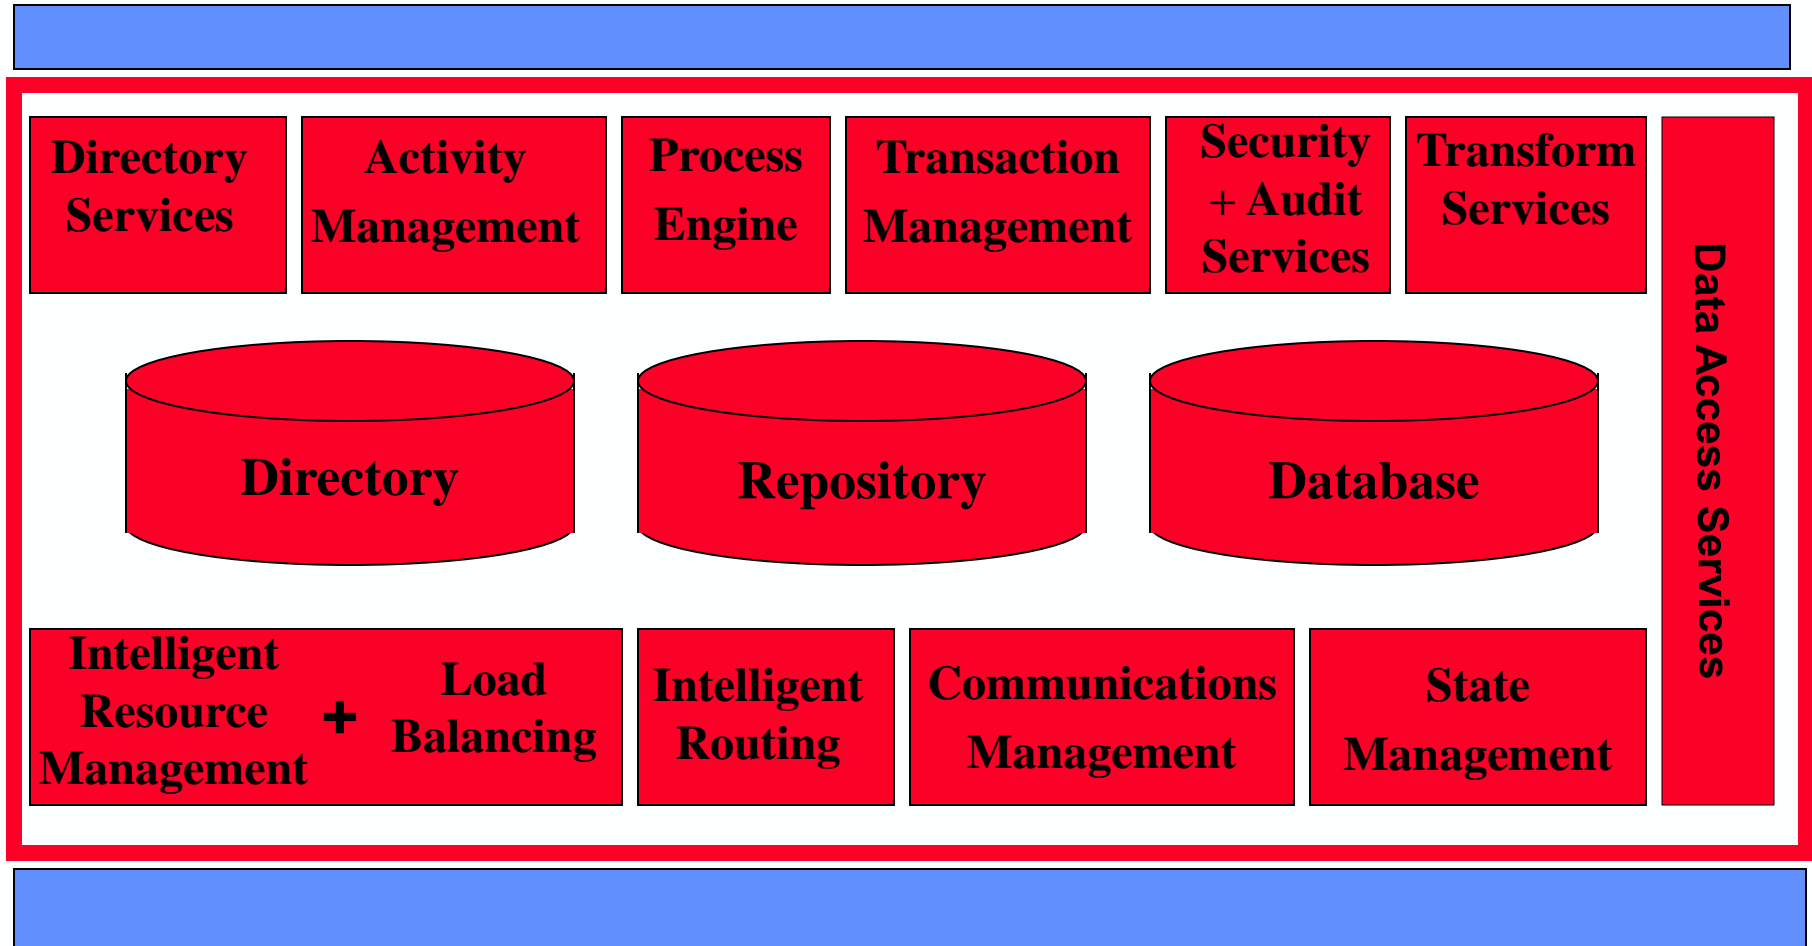 Directory
Services
Activity
Management
Process
Engine
Transaction
Management
Security
+ Audit
Services
Transform
Services
Data Access Services
Directory
Repository
Database
Intelligent
Resource
Management
+
Load
Balancing
Intelligent
Routing
Communications
Management
State
Management